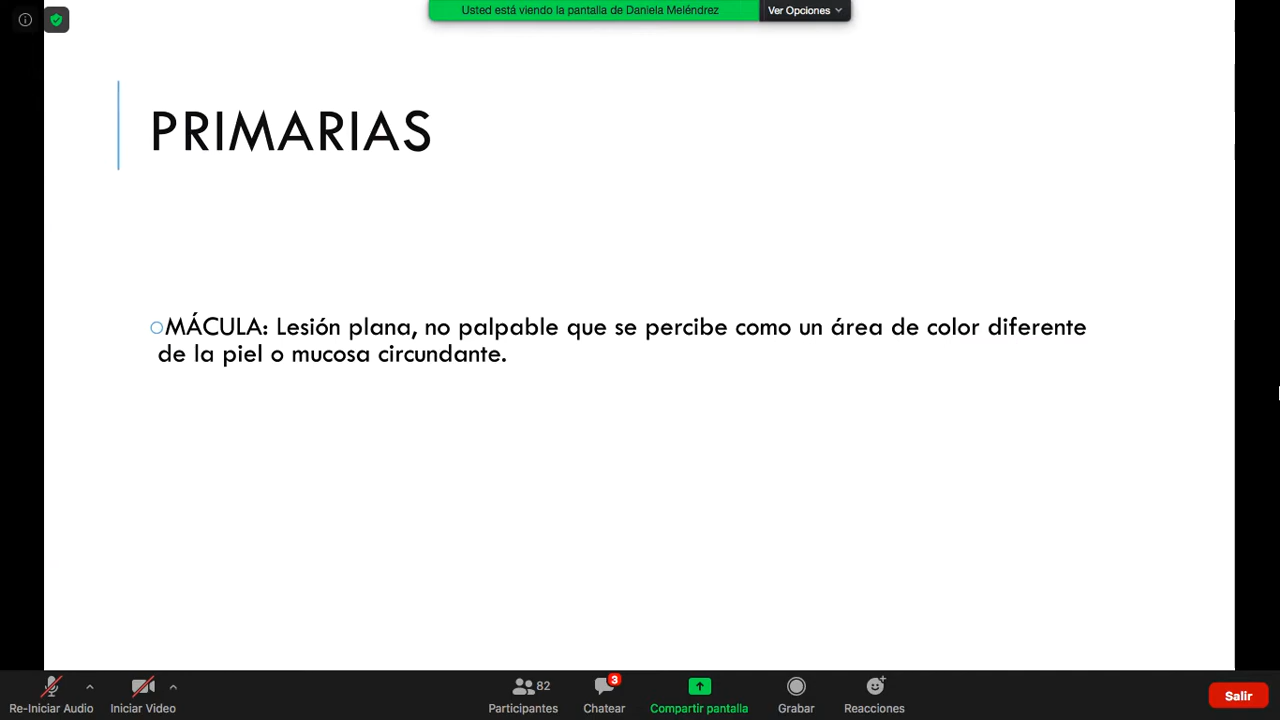 Usted está viendo la pantalla de Daniela Meléndrez
Ver Opciones
PRIMARIAS
MÁCULA: Lesión plana, no palpable que se percibe como un área de color diferente
de la piel o mucosa circundante.
Re-Iniciar Audio
Iniciar Video
82
Participantes
3
Chatear
Compartir pantalla
Grabar
Reacciones
Salir